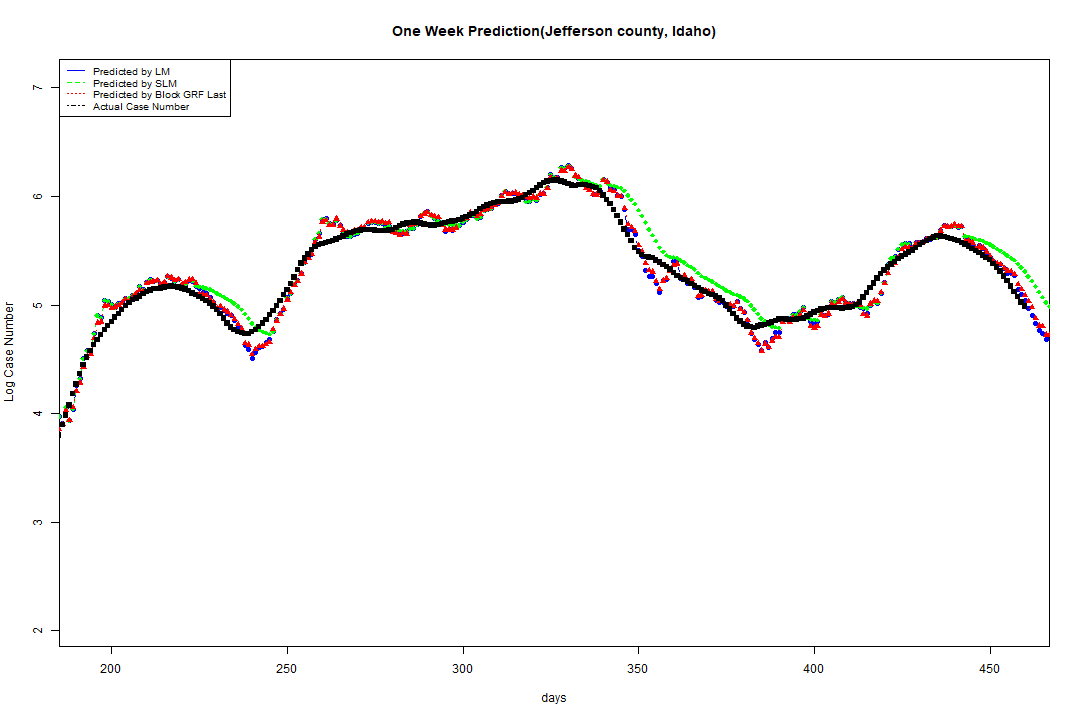 One Week Prediction(Jefferson county, Idaho)
Predicted by LM
Predicted by SLM
Predicted by Block GRF Last
Actual Case Number
Log Case Number
7
6
5
4
3
2
200 250 300 350 400 450
days